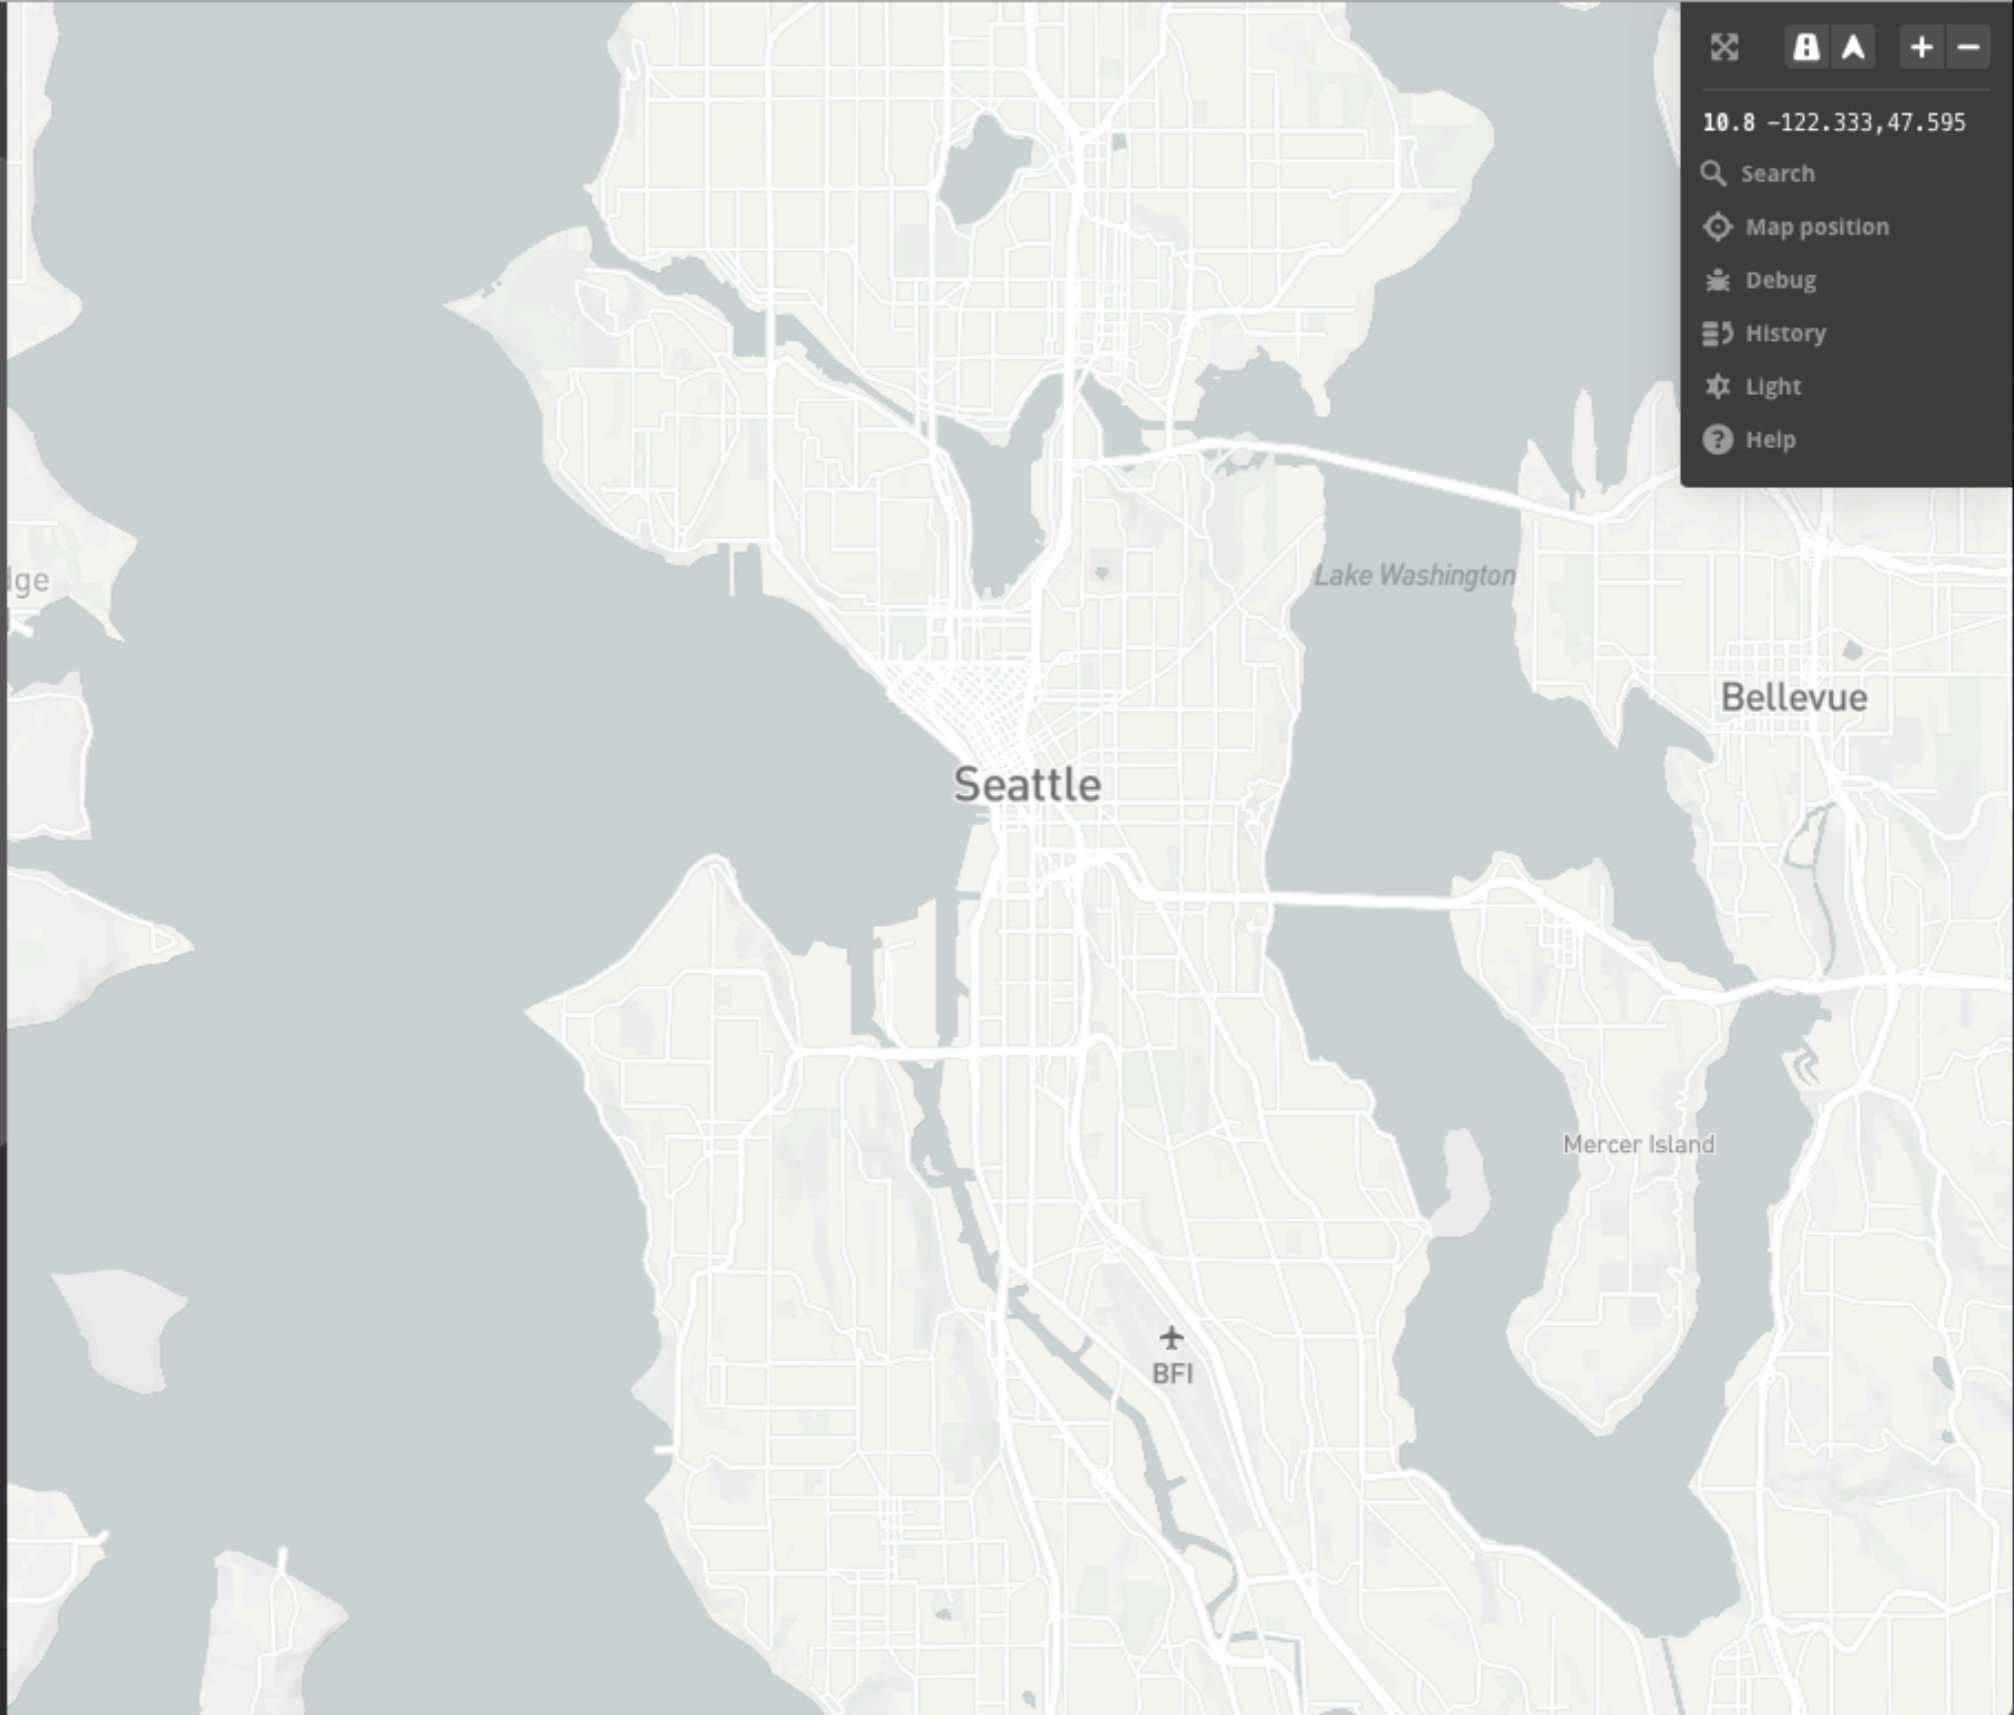 10.8 −122.333,47.595
Search
Map position
Debug
History
Light
Help
Lake Washington
Bellevue
Seattle
Mercer Island
BFI